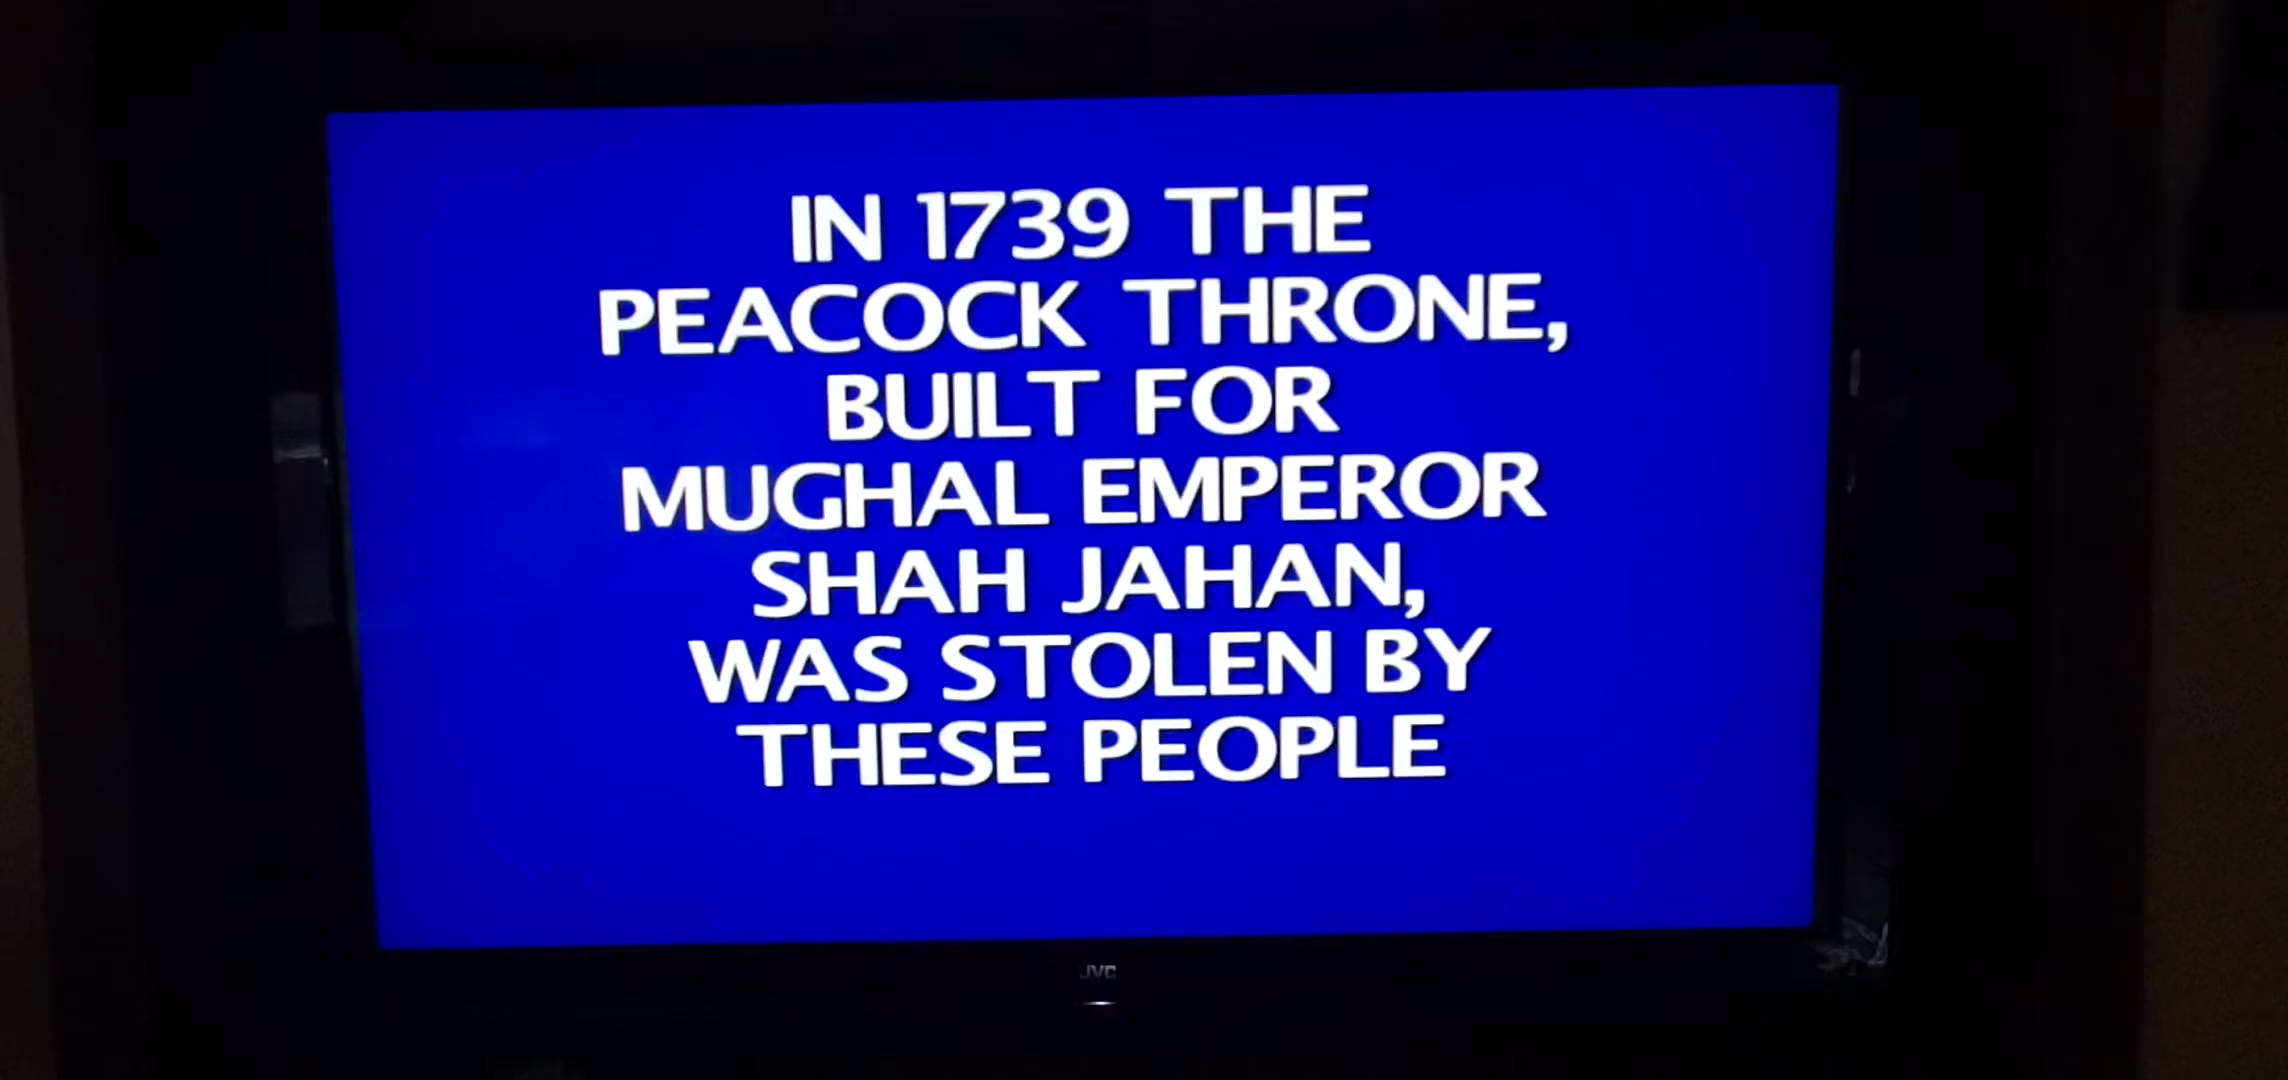 IN 1739 THE
PEACOCK THRONE,
BUILT FOR
MUGHAL EMPEROR
SHAH JAHAN,
WAS STOLEN BY
THESE PEOPLE
JVC